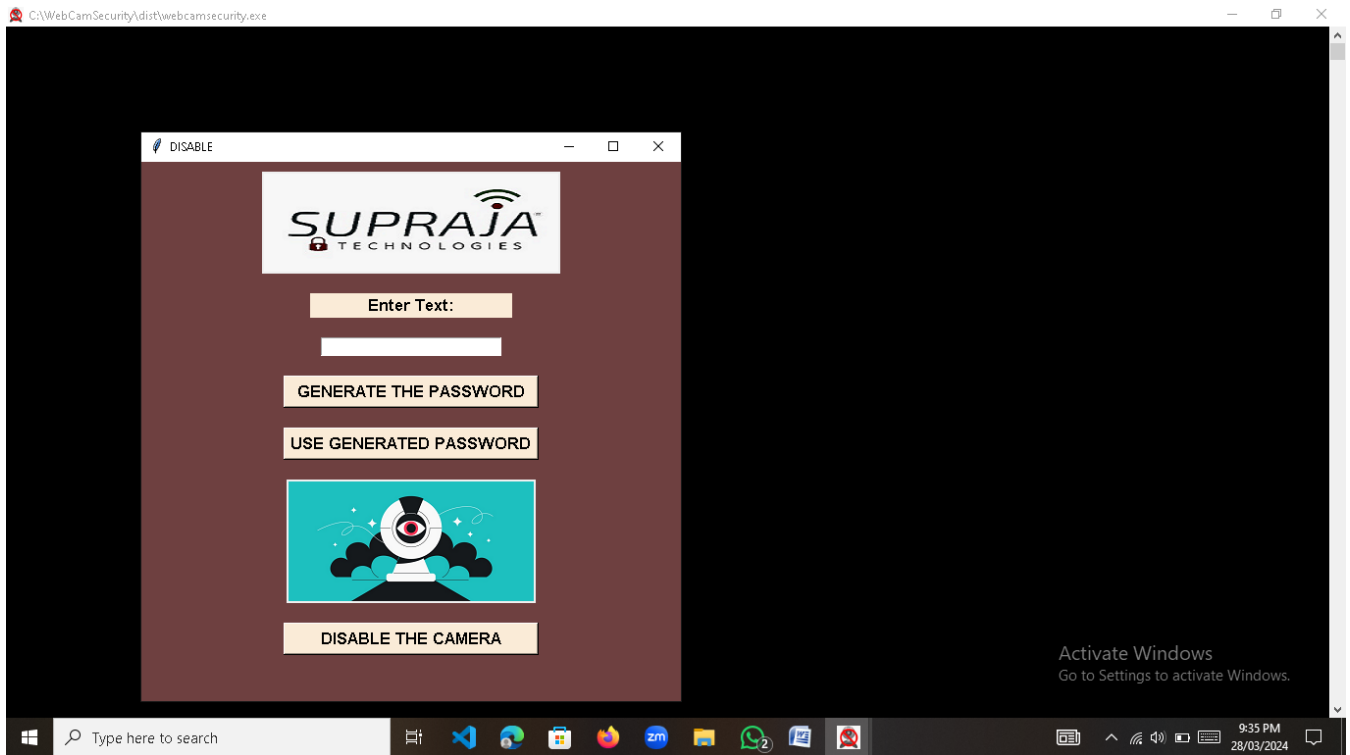 C:\WebCamSecurity\dist\webcamsecurity.exe
DISABLE
SUPRAJA
TECHNOLOGIES
Enter Text:
GENERATE THE PASSWORD
USE GENERATED PASSWORD
DISABLE THE CAMERA
Activate Windows
Go to Settings to activate Windows.
Type here to search
zm
2
9:35 PM
28/03/2024